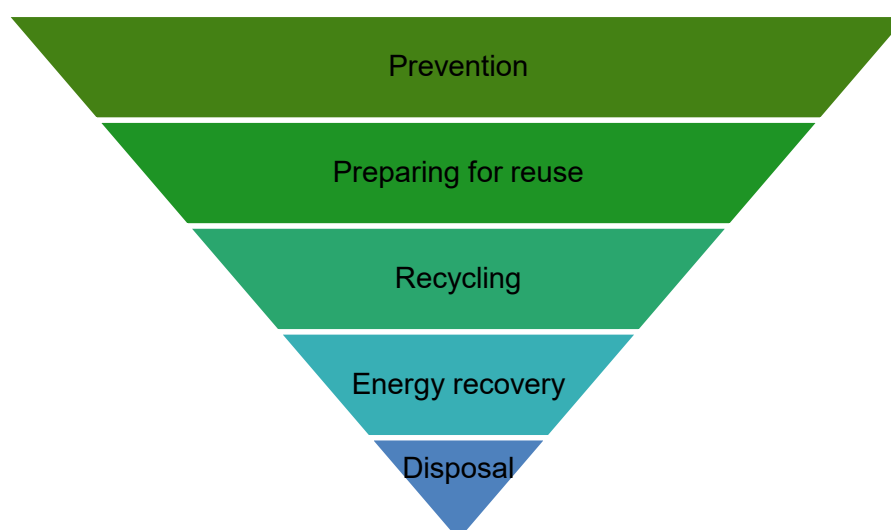 Prevention
Preparing for reuse
Recycling
Energy recovery
Disposal